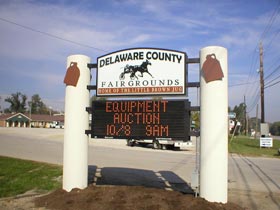 DELAWARE COUNTY
FAIRGROUNDS
HOME OF THE LITTLE BROWN JUG
EQUIPMENT
AUCTION
10/8 9AM